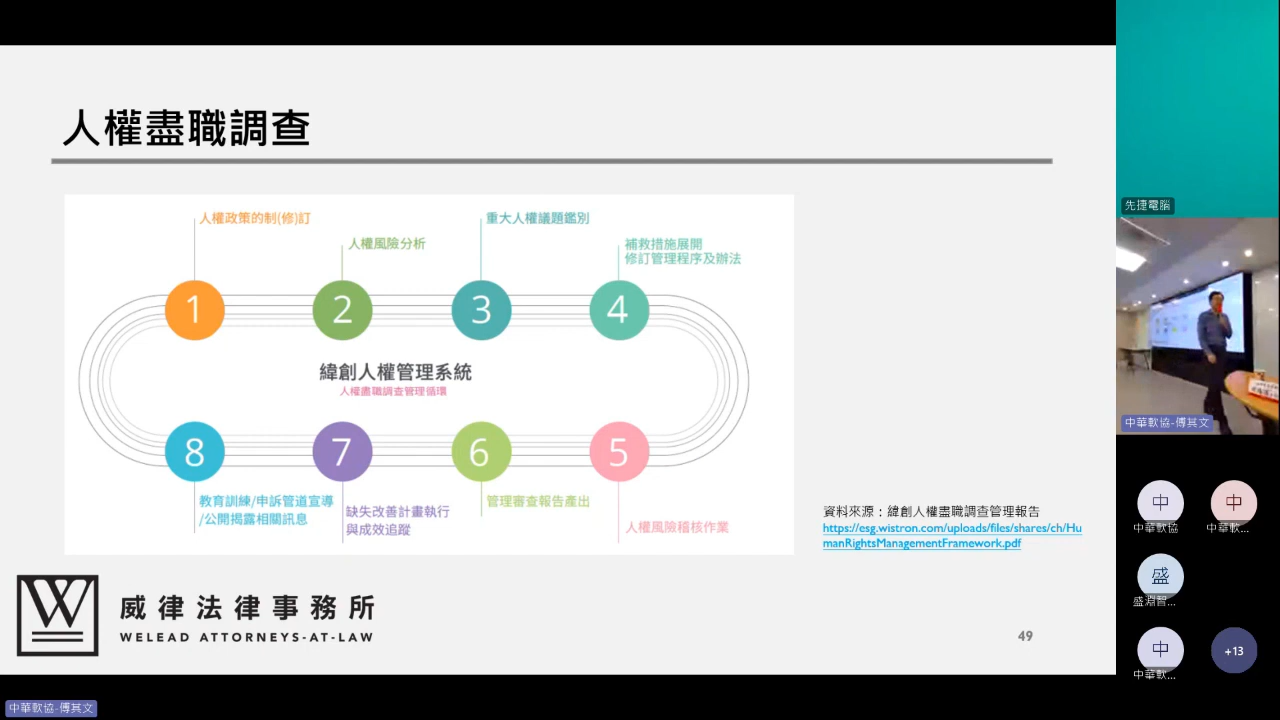 人權盡職調查
人權政策的制(修)訂
人權風險分析
重大人權議題鑑別
補救措施展開
修訂管理程序及辦法
1
2
3
4
緯創人權管理系統
人權盡職調查管理循環
8
7
6
5
教育訓練/申訴管道宣導
/公開揭露相關訊息
缺失改善計畫執行
與成效追蹤
管理審查報告產出
人權風險稽核作業
資料來源：緯創人權盡職調查管理報告
https://esg.wistron.com/uploads/files/shares/ch/Hu
manRightsManagementFramework.pdf
W
威律法律事務所
WELEAD ATTORNEYS-AT-LAW
49
先捷電腦
中華軟協-傅其文
中
中華軟協
中
中華軟...
盛
盛淵智...
中
中華軟...
+13
中華軟協-傅其文